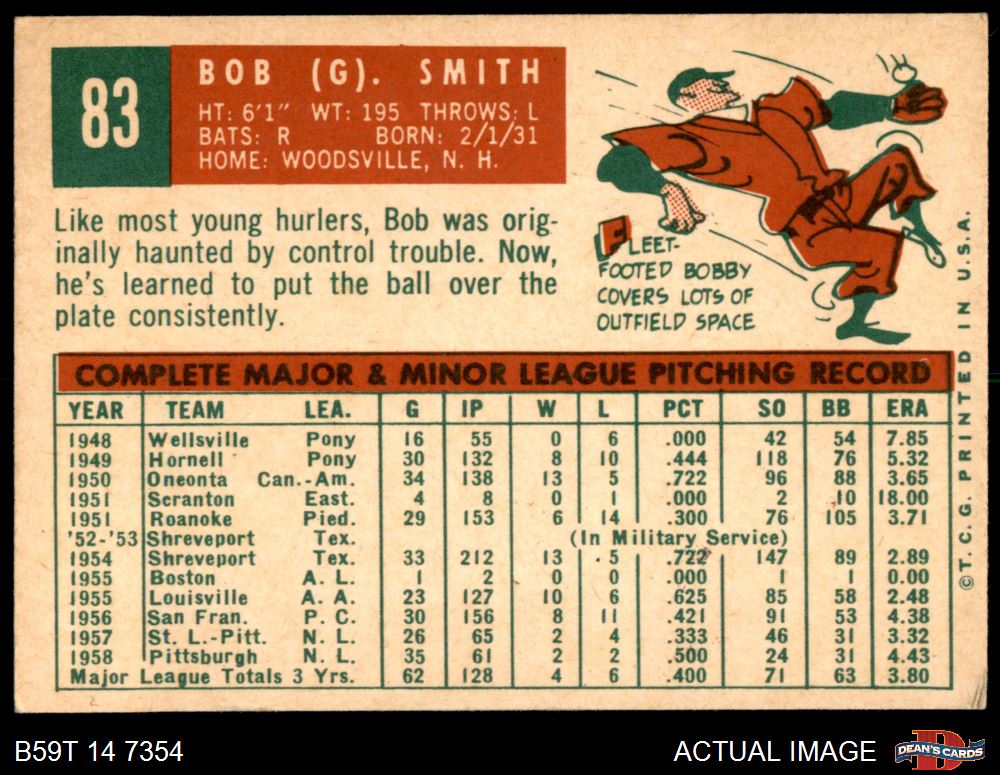 83
BOB (G). SMITH
HT: 6'1" WT: 195 THROWS: L
BATS: R BORN: 2/1/31
HOME: WOODSVILLE, N. H.
Like most young hurlers, Bob was orig-
inally haunted by control trouble. Now,
he's learned to put the ball over the
plate consistently.
FLEET-
FOOTED BOBBY
COVERS LOTS OF
OUTFIELD SPACE
COMPLETE MAJOR & MINOR LEAGUE PITCHING RECORD
YEAR TEAM LEA. G IP W L PCT SO BB ERA
1948 Wellsville Pony 16 55 0 6 .000 42 54 7.85
1949 Hornell Pony 30 132 8 10 .444 118 76 5.32
1950 Oneonta Can.-Am. 34 138 13 5 .722 96 88 3.65
1951 Scranton East. 4 8 0 1 .000 2 10 18.00
1951 Roanoke Pied. 29 153 6 14 .300 76 105 3.71
'52-'53 Shreveport Tex. (In Military Service)
1954 Shreveport Tex. 33 212 13 5 .722 147 89 2.89
1955 Boston A. L. 1 2 0 0 .000 1 1 0.00
1955 Louisville A. A. 23 127 10 6 .625 85 58 2.48
1956 San Fran. P. C. 30 156 8 11 .421 91 53 4.38
1957 St. L.-Pitt. N. L. 26 65 2 4 .333 46 31 3.32
1958 Pittsburgh N. L. 35 61 2 2 .500 24 31 4.43
Major League Totals 3 Yrs. 62 128 4 6 .400 71 63 3.80
©T.C.G. PRINTED IN U.S.A.
B59T 14 7354
ACTUAL IMAGE
D
DEAN'S CARDS